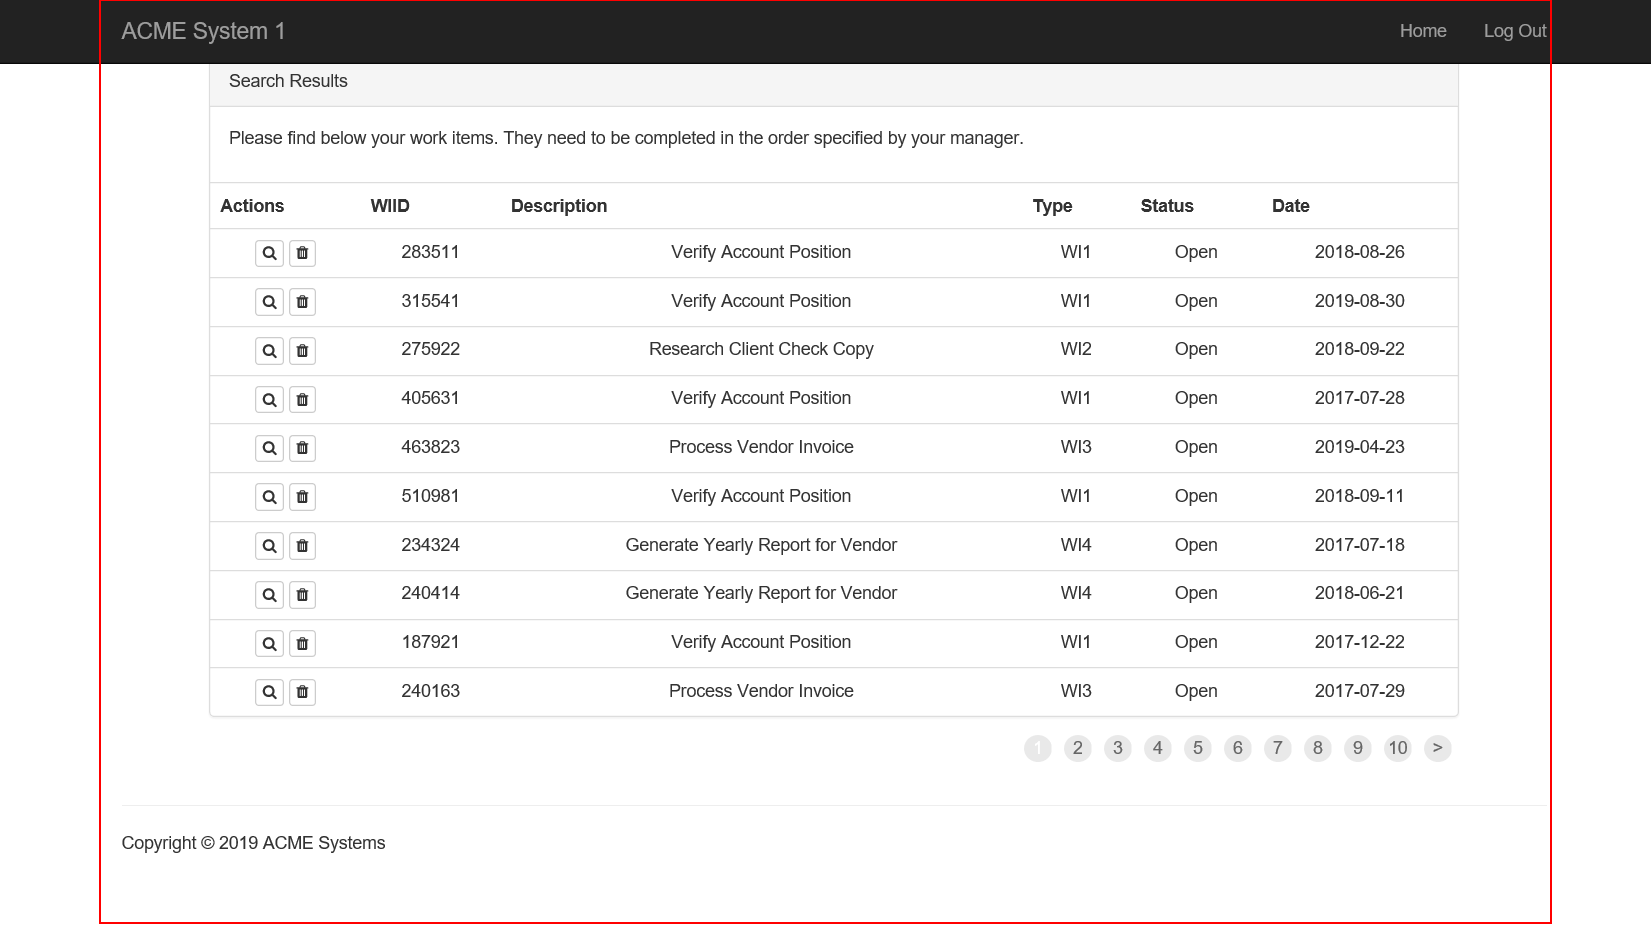 ACME System 1 Home Log Out
Search Results
Please find below your work items. They need to be completed in the order specified by your manager.
Actions WIID Description Type Status Date
283511 Verify Account Position WI1 Open 2018-08-26
315541 Verify Account Position WI1 Open 2019-08-30
275922 Research Client Check Copy WI2 Open 2018-09-22
405631 Verify Account Position WI1 Open 2017-07-28
463823 Process Vendor Invoice WI3 Open 2019-04-23
510981 Verify Account Position WI1 Open 2018-09-11
234324 Generate Yearly Report for Vendor WI4 Open 2017-07-18
240414 Generate Yearly Report for Vendor WI4 Open 2018-06-21
187921 Verify Account Position WI1 Open 2017-12-22
240163 Process Vendor Invoice WI3 Open 2017-07-29
1 2 3 4 5 6 7 8 9 10 >
Copyright © 2019 ACME Systems